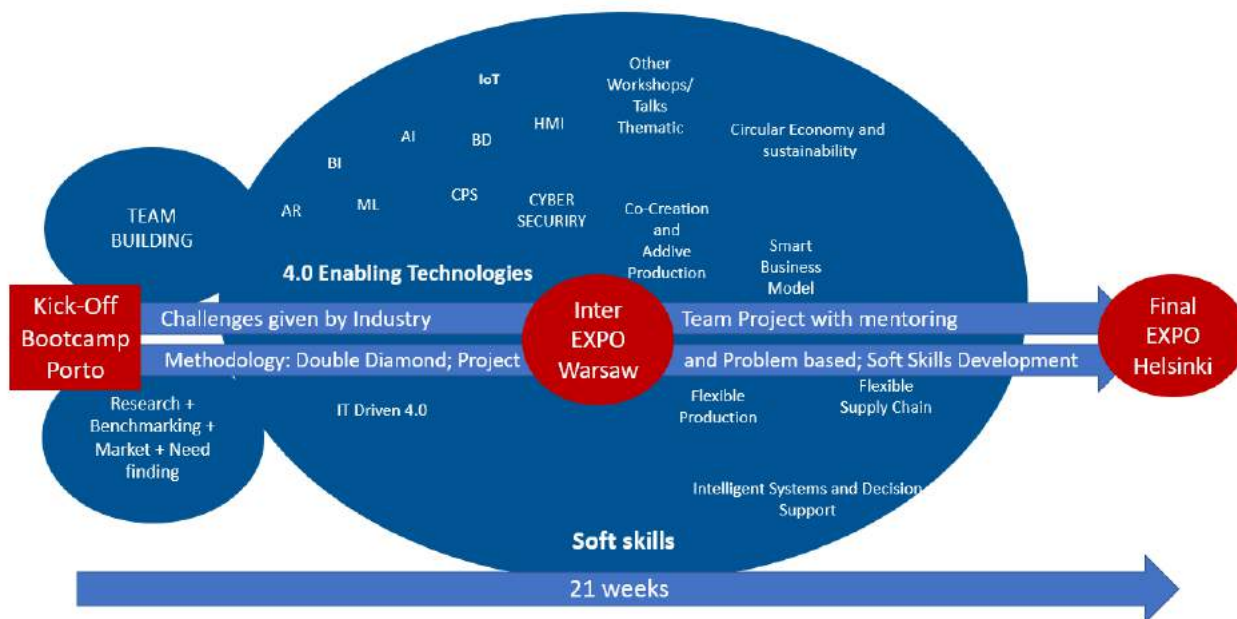 IoT
Other
Workshops/
Talks
Thematic
HMI
AI
BD
Circular Economy and
sustainability
BI
CPS
CYBER
SECURIRY
ML
AR
TEAM
BUILDING
Co-Creation
and
Addive
Production
Smart
Business
Model
4.0 Enabling Technologies
Kick-Off
Bootcamp
Porto
Challenges given by Industry
Methodology: Double Diamond; Project
Inter
EXPO
Warsaw
Team Project with mentoring
and Problem based; Soft Skills Development
Final
EXPO
Helsinki
Research +
Benchmarking +
Market + Need
finding
IT Driven 4.0
Flexible
Production
Flexible
Supply Chain
Intelligent Systems and Decision
Support
Soft skills
21 weeks